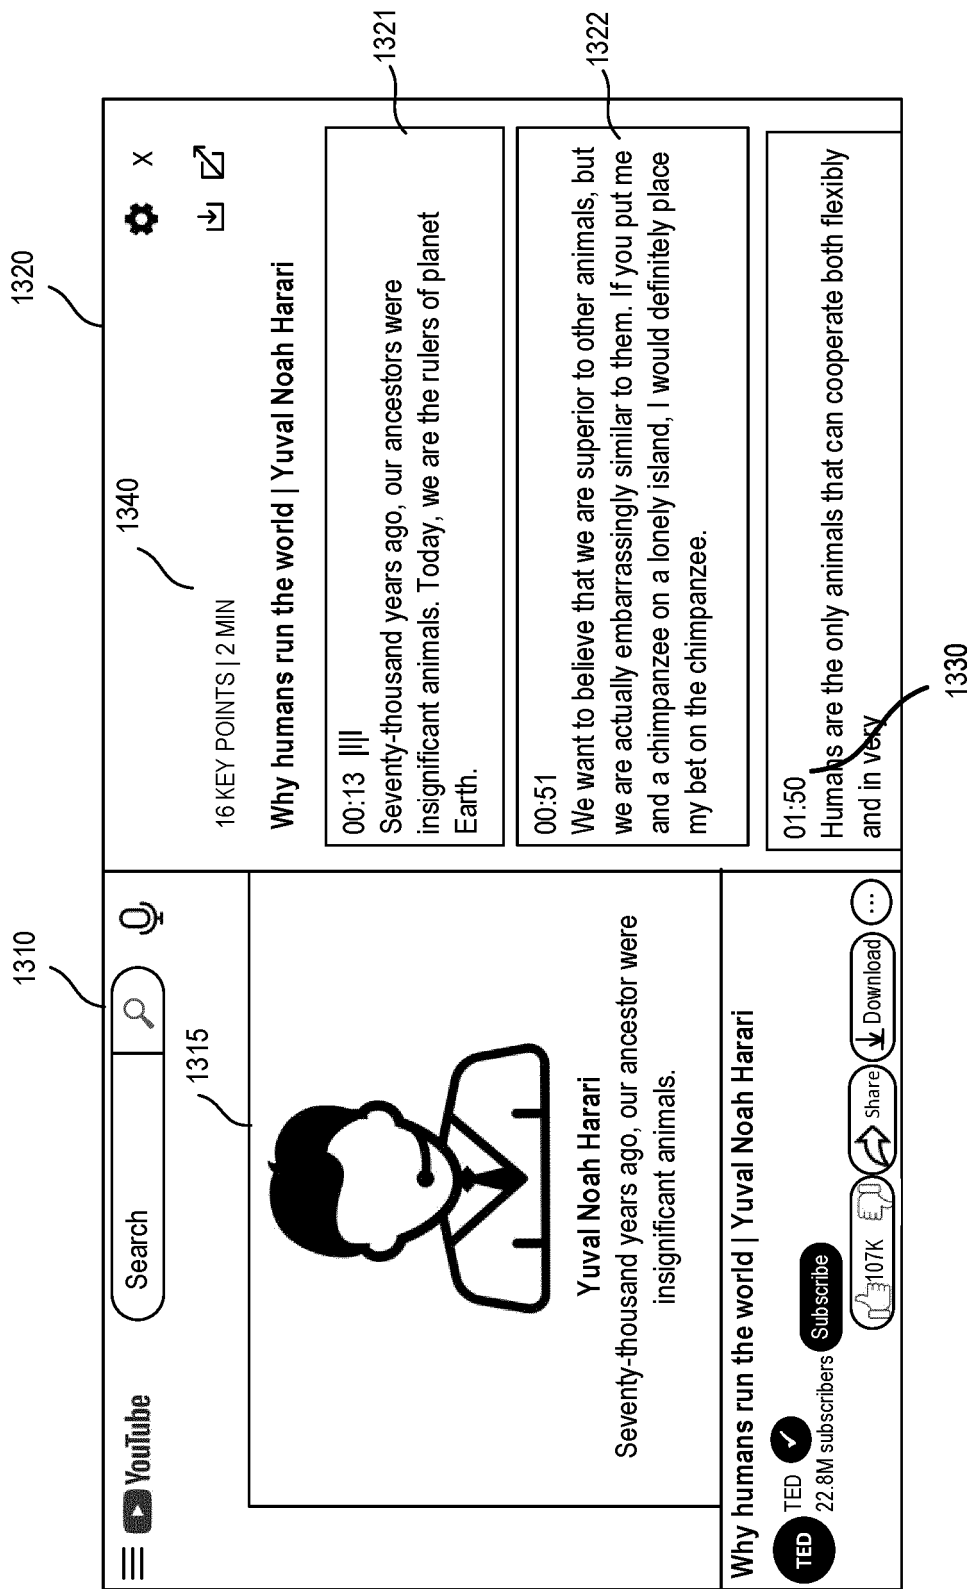 1310
1320
1340
1315
1321
1322
1330
YouTube
Search
Yuval Noah Harari
Seventy-thousand years ago, our ancestor were
insignificant animals.
Why humans run the world | Yuval Noah Harari
TED
TED
22.8M subscribers
Subscribe
107K
Share
Download
...
X
16 KEY POINTS | 2 MIN
Why humans run the world | Yuval Noah Harari
00:13
Seventy-thousand years ago, our ancestors were
insignificant animals. Today, we are the rulers of planet
Earth.
00:51
We want to believe that we are superior to other animals, but
we are actually embarrassingly similar to them. If you put me
and a chimpanzee on a lonely island, I would definitely place
my bet on the chimpanzee.
01:50
Humans are the only animals that can cooperate both flexibly
and in very